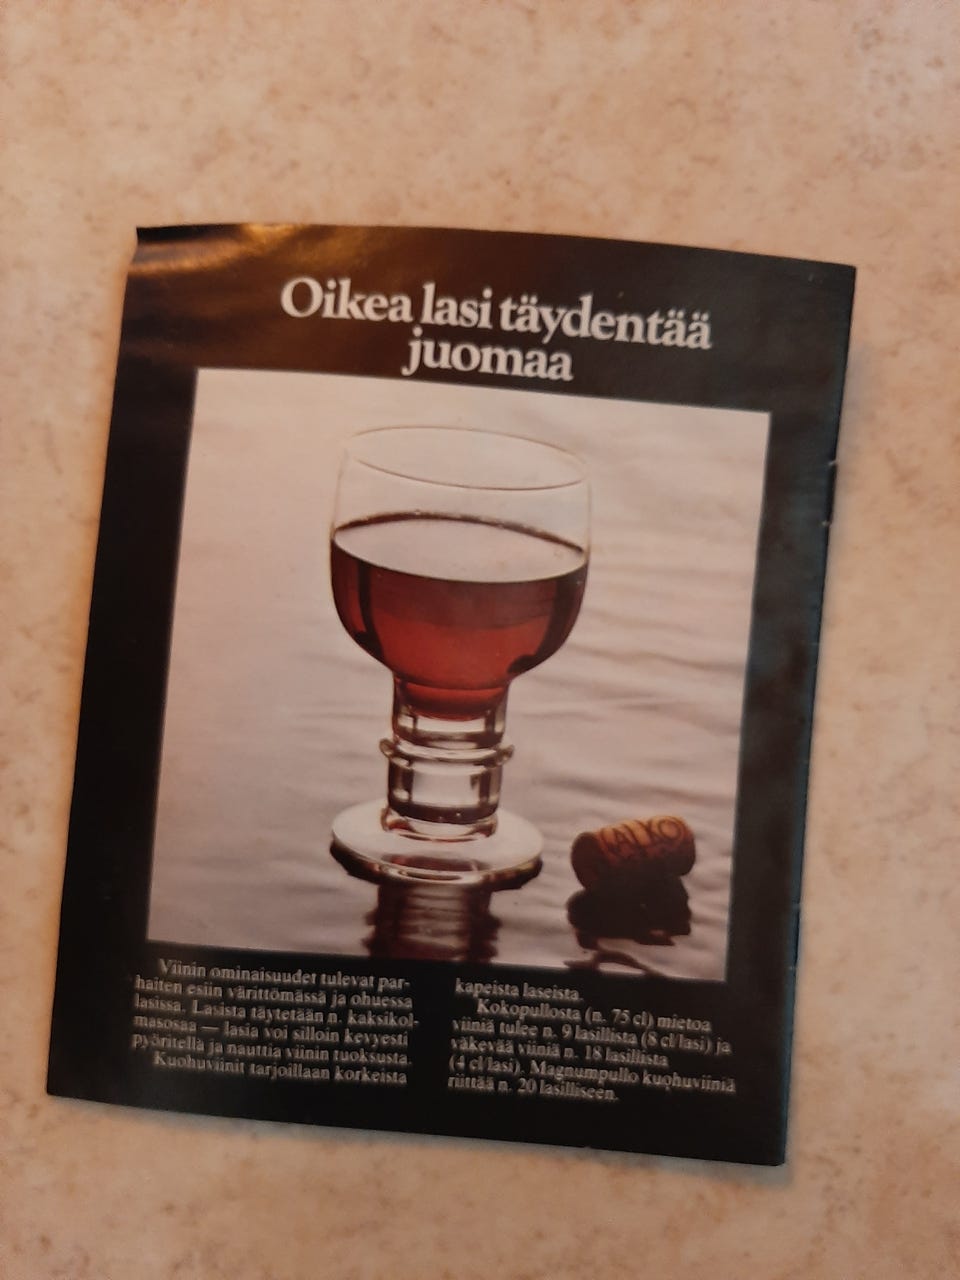 Oikea lasi täydentää
juomaa
ALKO
Viinin ominaisuudet tulevat par-
haiten esiin värittömässä ja ohuessa
lasissa. Lasista täytetään n. kaksikol-
masosaa — lasia voi silloin kevyesti
pyöritellä ja nauttia viinin tuoksusta.
Kuohuviinit tarjoillaan korkeista
kapeista laseista.
Kokopullosta (n. 75 cl) mietoa
viiniä tulee n. 9 lasillista (8 cl/lasi) ja
väkevää viiniä n. 18 lasillista
(4 cl/lasi). Magnumpullo kuohuviiniä
riittää n. 20 lasilliseen.